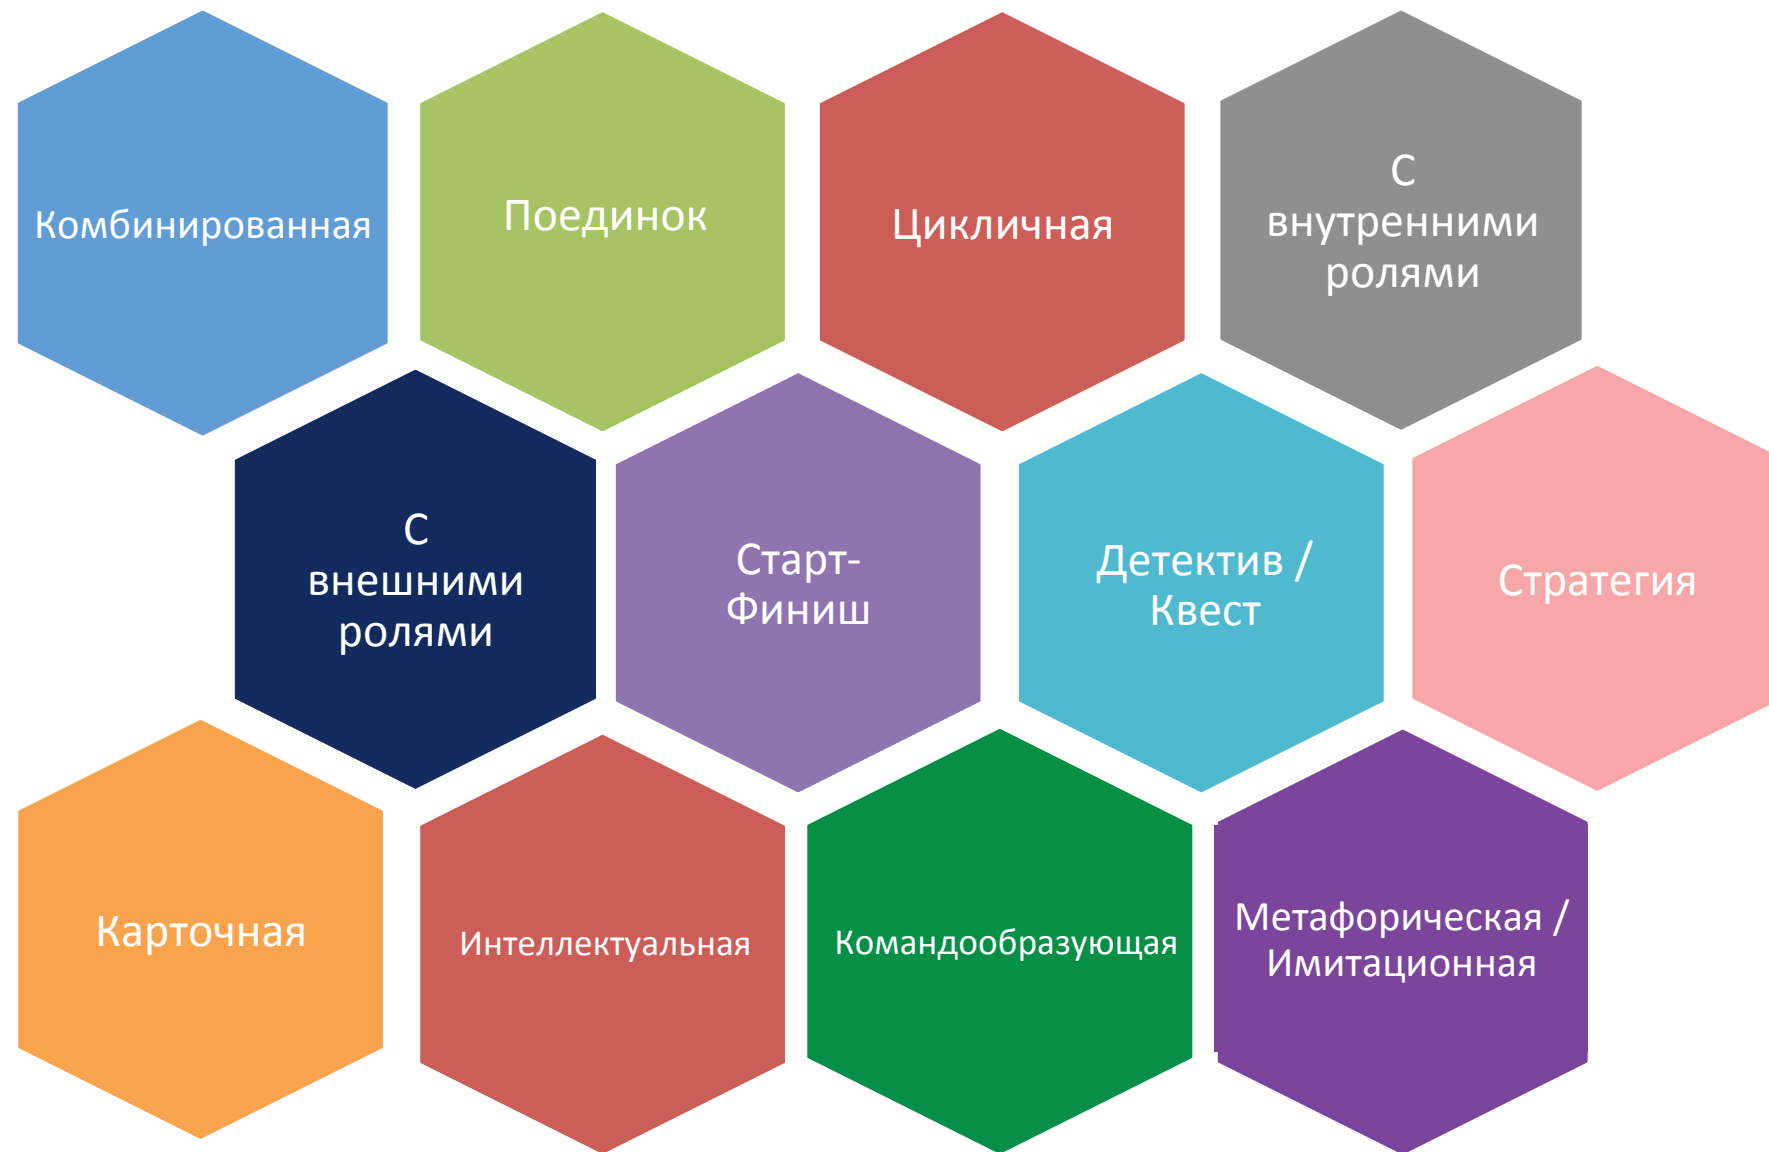 Комбинированная
Поединок
Цикличная
С
внутренними
ролями
С
внешними
ролями
Старт-
Финиш
Детектив /
Квест
Стратегия
Карточная
Интеллектуальная
Командообразующая
Метафорическая /
Имитационная